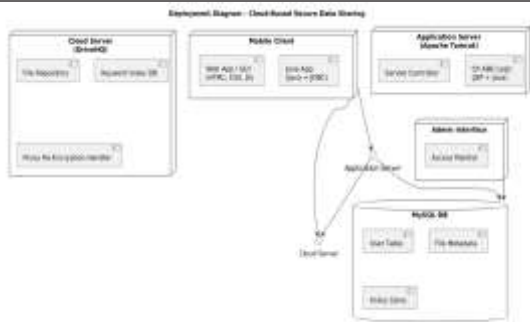 Deployment Diagram - Cloud-Based Secure Data Sharing
Cloud Server
(DriveHQ)
File Repository
Keyword Index DB
Proxy Re-Encryption Handler
Mobile Client
Web App / GUI
(HTML, CSS, JS)
Java App
(Java + JDBC)
Application Server
(Apache Tomcat)
Servlet Controller
CP-ABE Logic
(JSP + Java)
Admin Interface
Access Monitor
Application Server
Cloud Server
MySQL DB
User Table
File Metadata